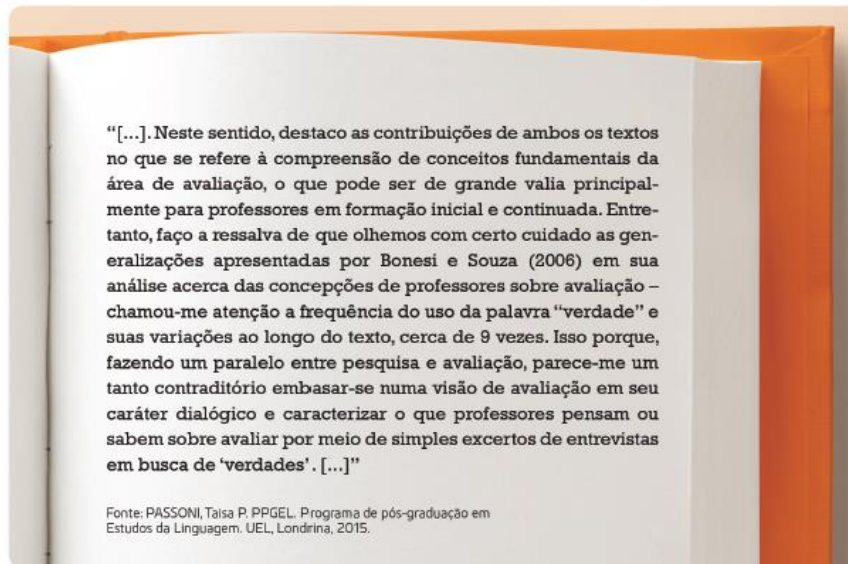 “[...]. Neste sentido, destaco as contribuições de ambos os textos
no que se refere à compreensão de conceitos fundamentais da
área de avaliação, o que pode ser de grande valia principal-
mente para professores em formação inicial e continuada. Entre-
tanto, faço a ressalva de que olhemos com certo cuidado as gen-
eralizações apresentadas por Bonesi e Souza (2006) em sua
análise acerca das concepções de professores sobre avaliação –
chamou-me atenção a frequência do uso da palavra “verdade” e
suas variações ao longo do texto, cerca de 9 vezes. Isso porque,
fazendo um paralelo entre pesquisa e avaliação, parece-me um
tanto contraditório embasar-se numa visão de avaliação em seu
caráter dialógico e caracterizar o que professores pensam ou
sabem sobre avaliar por meio de simples excertos de entrevistas
em busca de ‘verdades’. [...]”
Fonte: PASSONI, Taisa P. PPGEL. Programa de pós-graduação em
Estudos da Linguagem. UEL, Londrina, 2015.